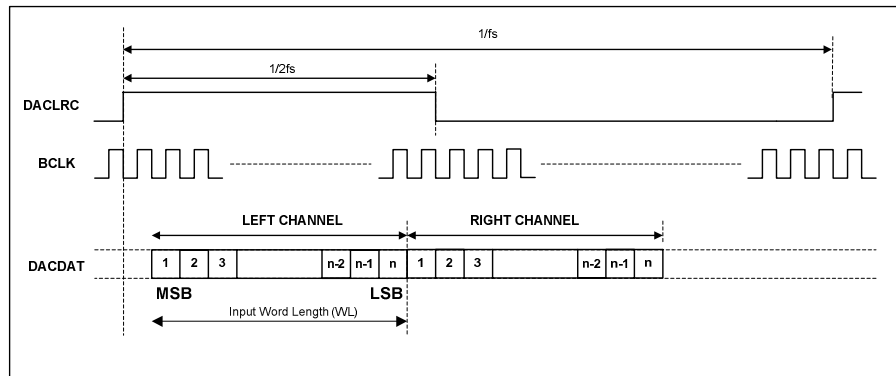 1/fs
1/2fs
DACLRC
BCLK
LEFT CHANNEL RIGHT CHANNEL
DACDAT 1 2 3 n-2 n-1 n 1 2 3 n-2 n-1 n
MSB LSB
Input Word Length (WL)